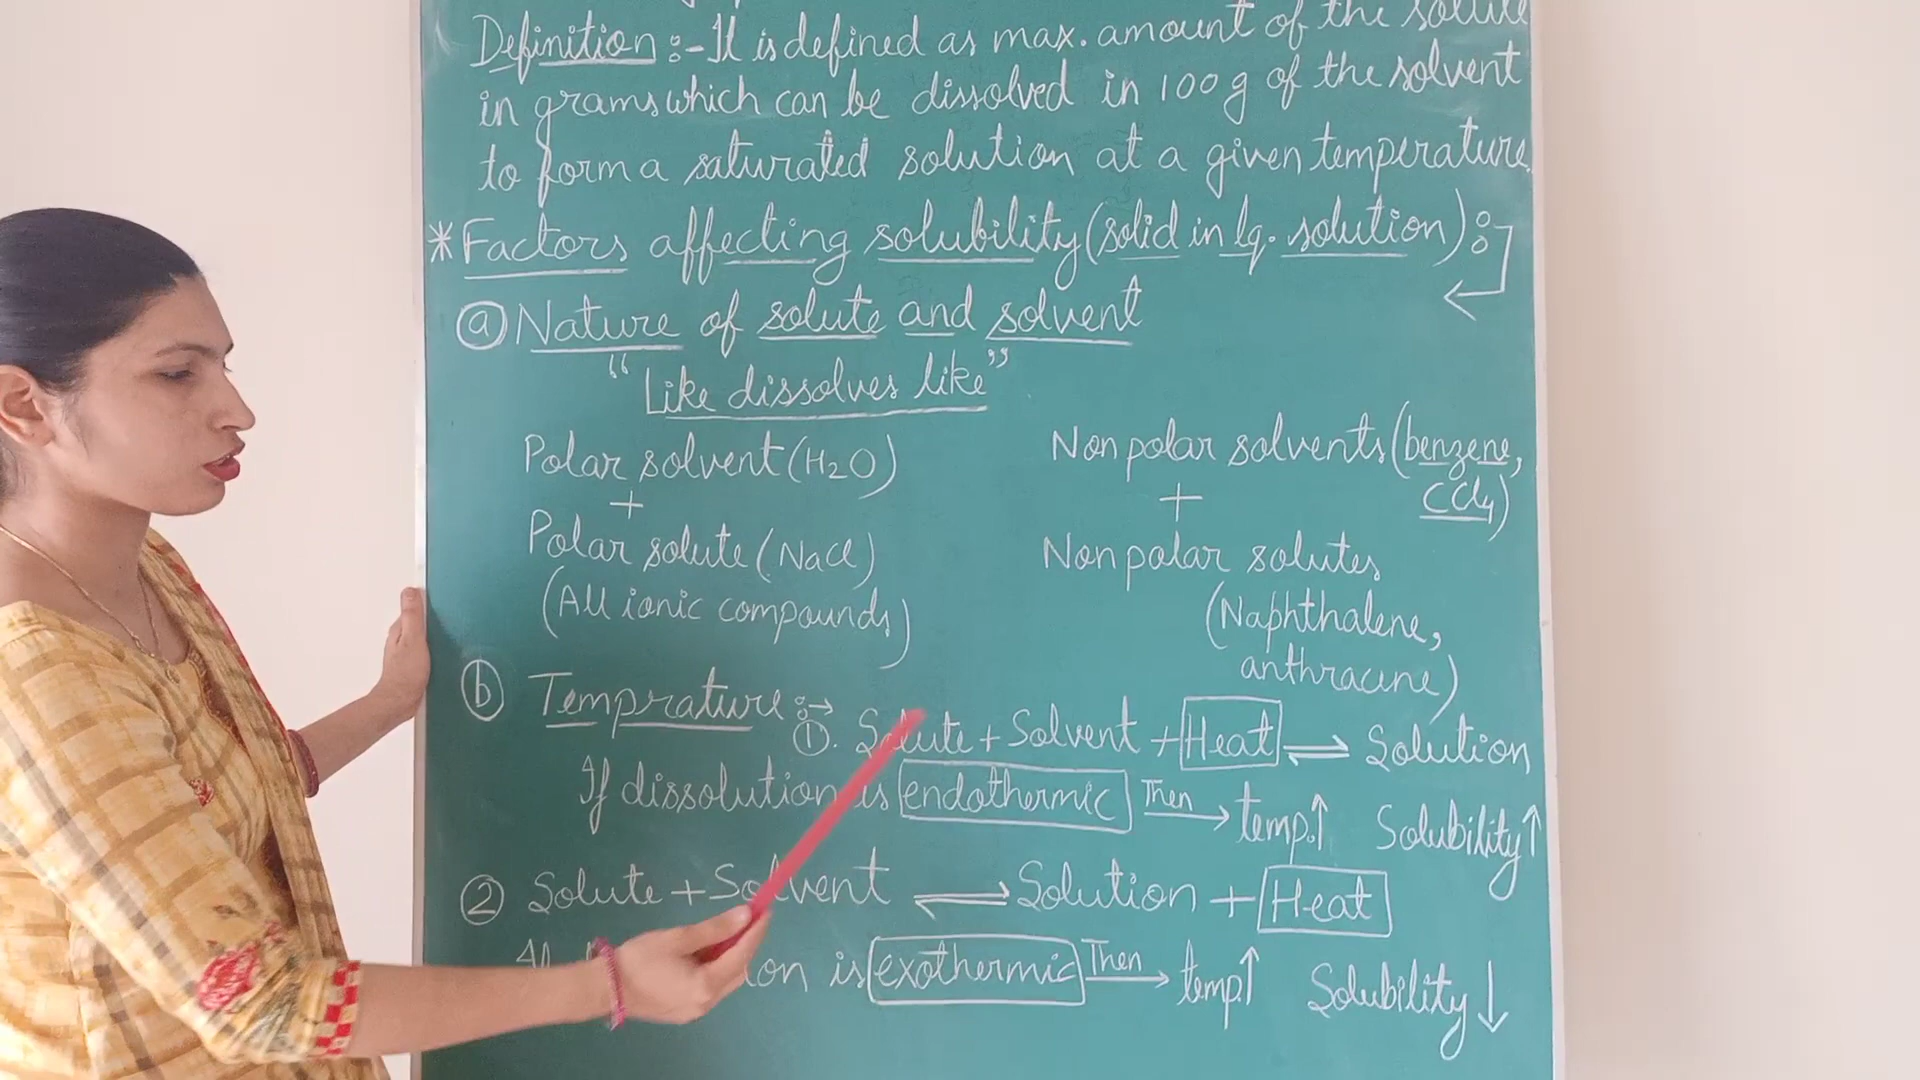 Definition :- It is defined as max. amount of the solute
in grams which can be dissolved in 100 g of the solvent
to form a saturated solution at a given temperature.
* Factors affecting solubility (solid in lq. solution) :
(a) Nature of solute and solvent
"Like dissolves like"
Polar solvent (H2O)
+
Polar solute (NaCl)
(All ionic compounds)
Non polar solvents (benzene,
CCl4)
+
Non polar solutes
(Naphthalene,
anthracene)
(b) Temprature :→
(1). Solute + Solvent + Heat ⇌ Solution
If dissolution is endothermic Then → temp.↑ Solubility ↑
(2) Solute + Solvent ⇌ Solution + Heat
is exothermic Then → temp.↑ Solubility ↓